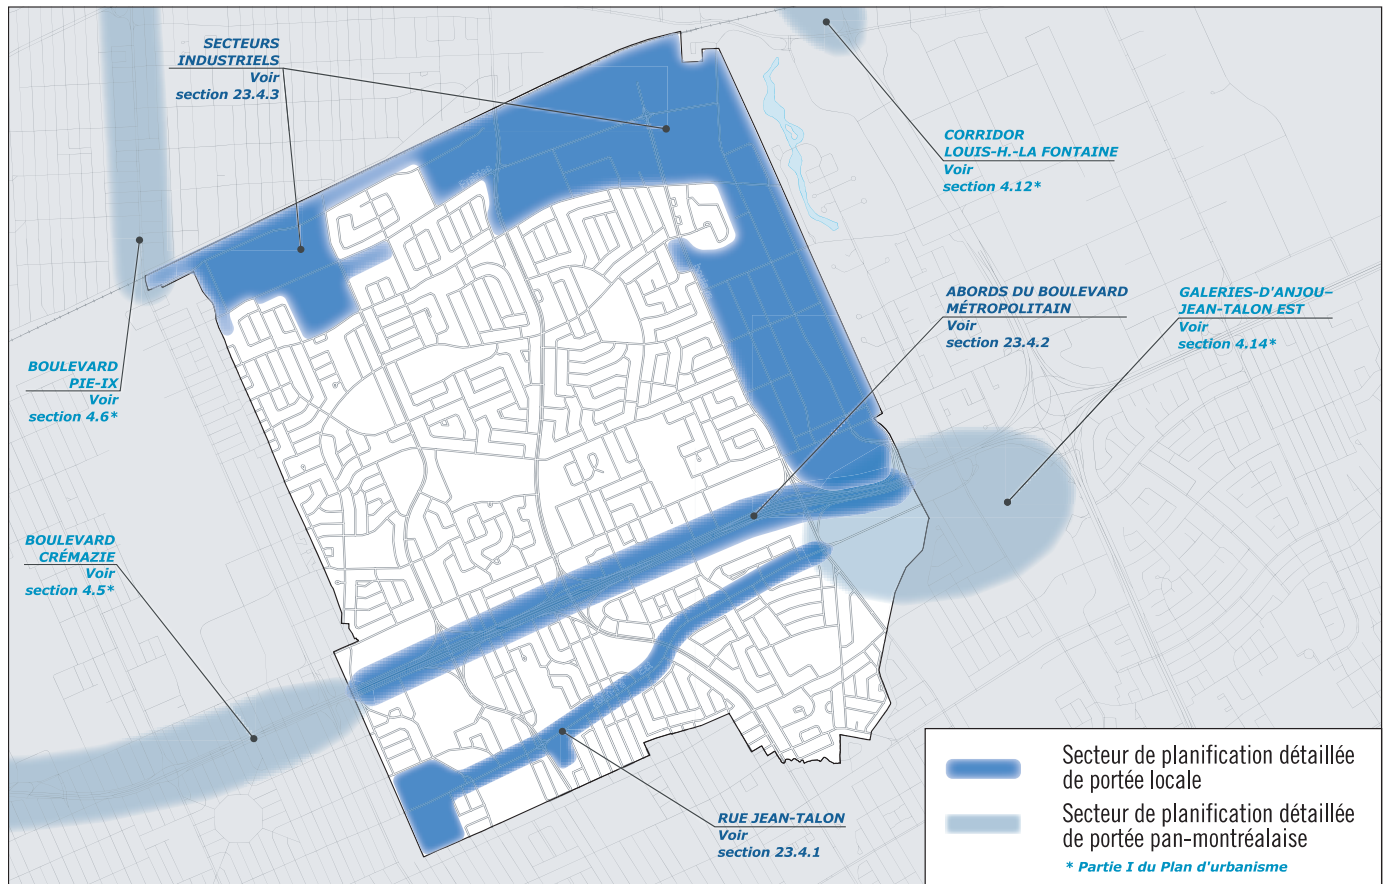 SECTEURS
INDUSTRIELS
Voir
section 23.4.3
CORRIDOR
LOUIS-H.-LA FONTAINE
Voir
section 4.12*
ABORDS DU BOULEVARD
MÉTROPOLITAIN
Voir
section 23.4.2
GALERIES-D'ANJOU–
JEAN-TALON EST
Voir
section 4.14*
BOULEVARD
PIE-IX
Voir
section 4.6*
BOULEVARD
CRÉMAZIE
Voir
section 4.5*
RUE JEAN-TALON
Voir
section 23.4.1
Secteur de planification détaillée
de portée locale
Secteur de planification détaillée
de portée pan-montréalaise
* Partie I du Plan d'urbanisme